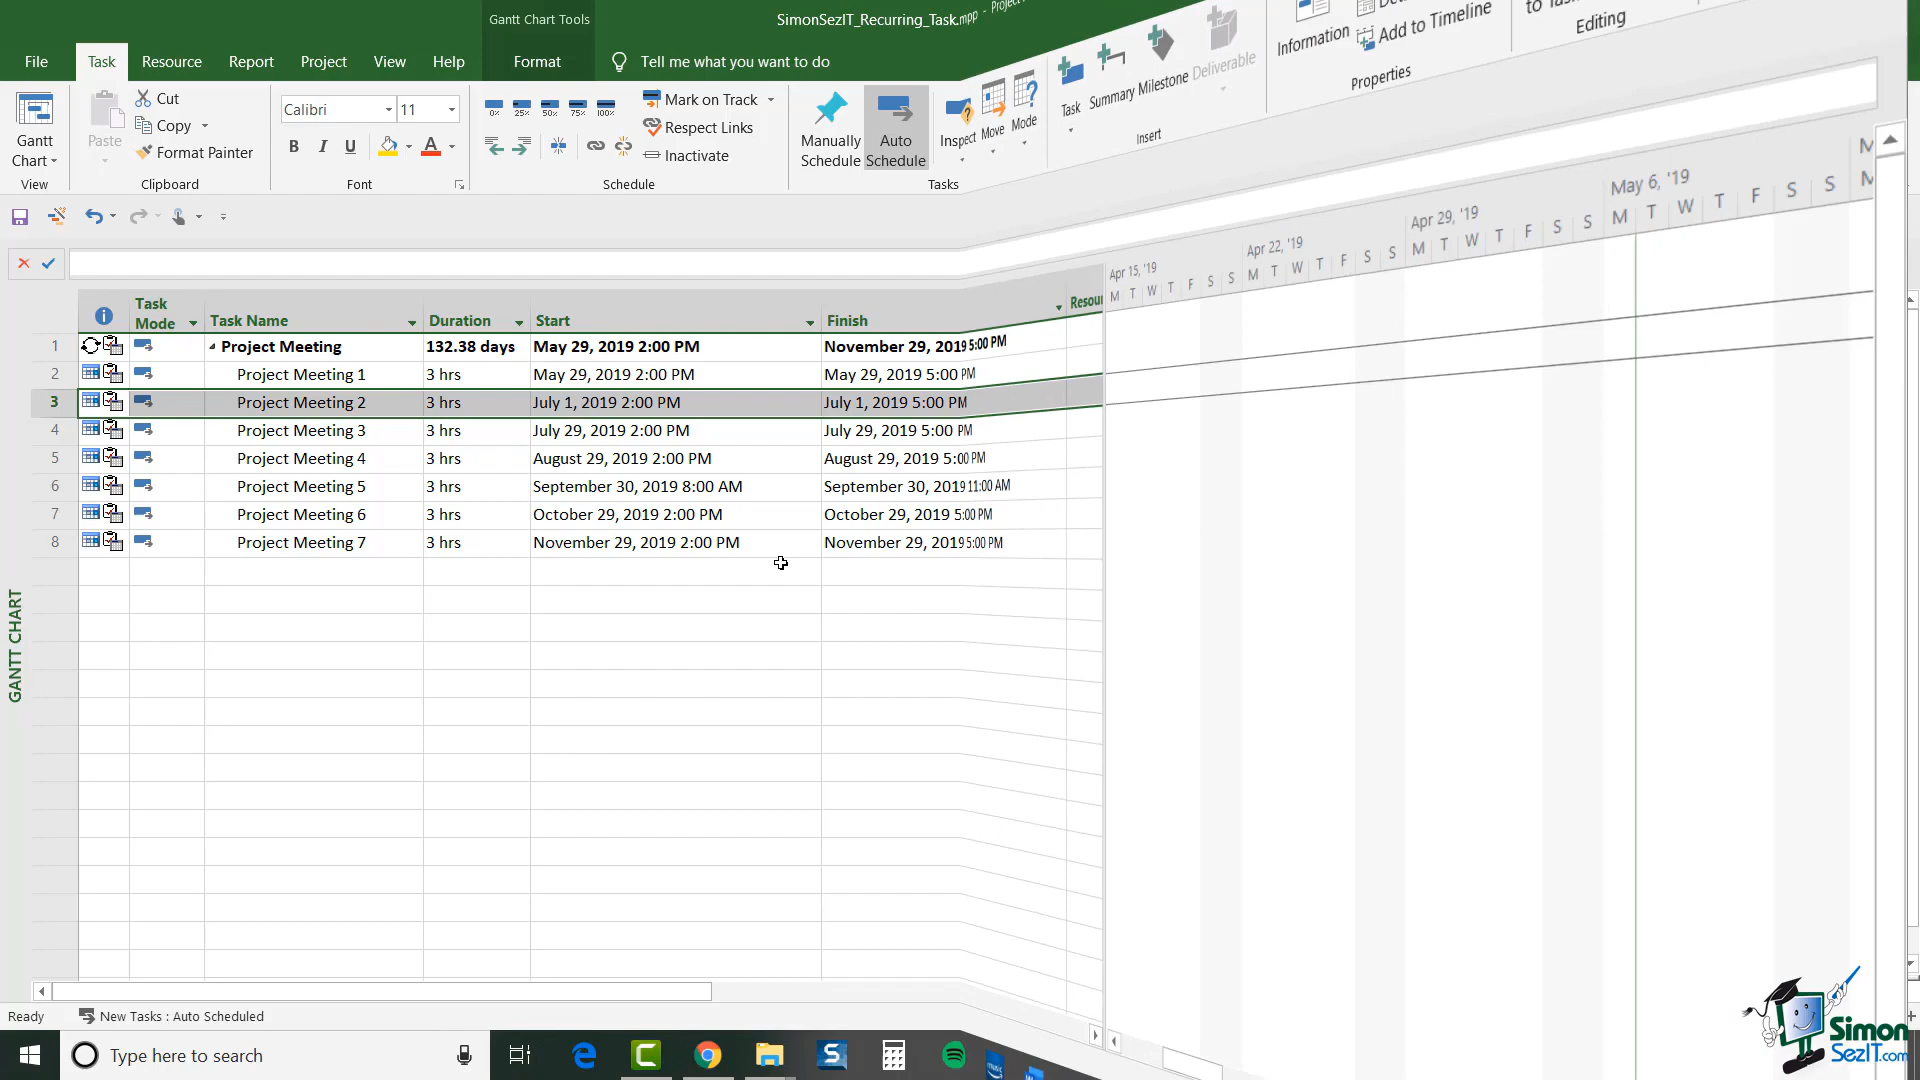 Gantt Chart Tools
SimonSezIT_Recurring_Task.mpp - Project
File Task Resource Report Project View Help Format Tell me what you want to do
Gantt Chart
View
Paste
Cut
Copy
Format Painter
Clipboard
Calibri 11
B I U A
Font
0% 25% 50% 75% 100%
Mark on Track
Respect Links
Inactivate
Schedule
Manually Schedule
Auto Schedule
Inspect Move Mode
Tasks
Task Summary Milestone Deliverable
Insert
Information
Add to Timeline
Properties
to Task
Editing
Task Mode Task Name Duration Start Finish
1 Project Meeting 132.38 days May 29, 2019 2:00 PM November 29, 2019 5:00 PM
2 Project Meeting 1 3 hrs May 29, 2019 2:00 PM May 29, 2019 5:00 PM
3 Project Meeting 2 3 hrs July 1, 2019 2:00 PM July 1, 2019 5:00 PM
4 Project Meeting 3 3 hrs July 29, 2019 2:00 PM July 29, 2019 5:00 PM
5 Project Meeting 4 3 hrs August 29, 2019 2:00 PM August 29, 2019 5:00 PM
6 Project Meeting 5 3 hrs September 30, 2019 8:00 AM September 30, 2019 11:00 AM
7 Project Meeting 6 3 hrs October 29, 2019 2:00 PM October 29, 2019 5:00 PM
8 Project Meeting 7 3 hrs November 29, 2019 2:00 PM November 29, 2019 5:00 PM
Apr 15, '19 Apr 22, '19 Apr 29, '19 May 6, '19
M T W T F S S M T W T F S S M T W T F S S M T W T F S S M
GANTT CHART
Ready New Tasks : Auto Scheduled
Type here to search
Simon
SezIT.com